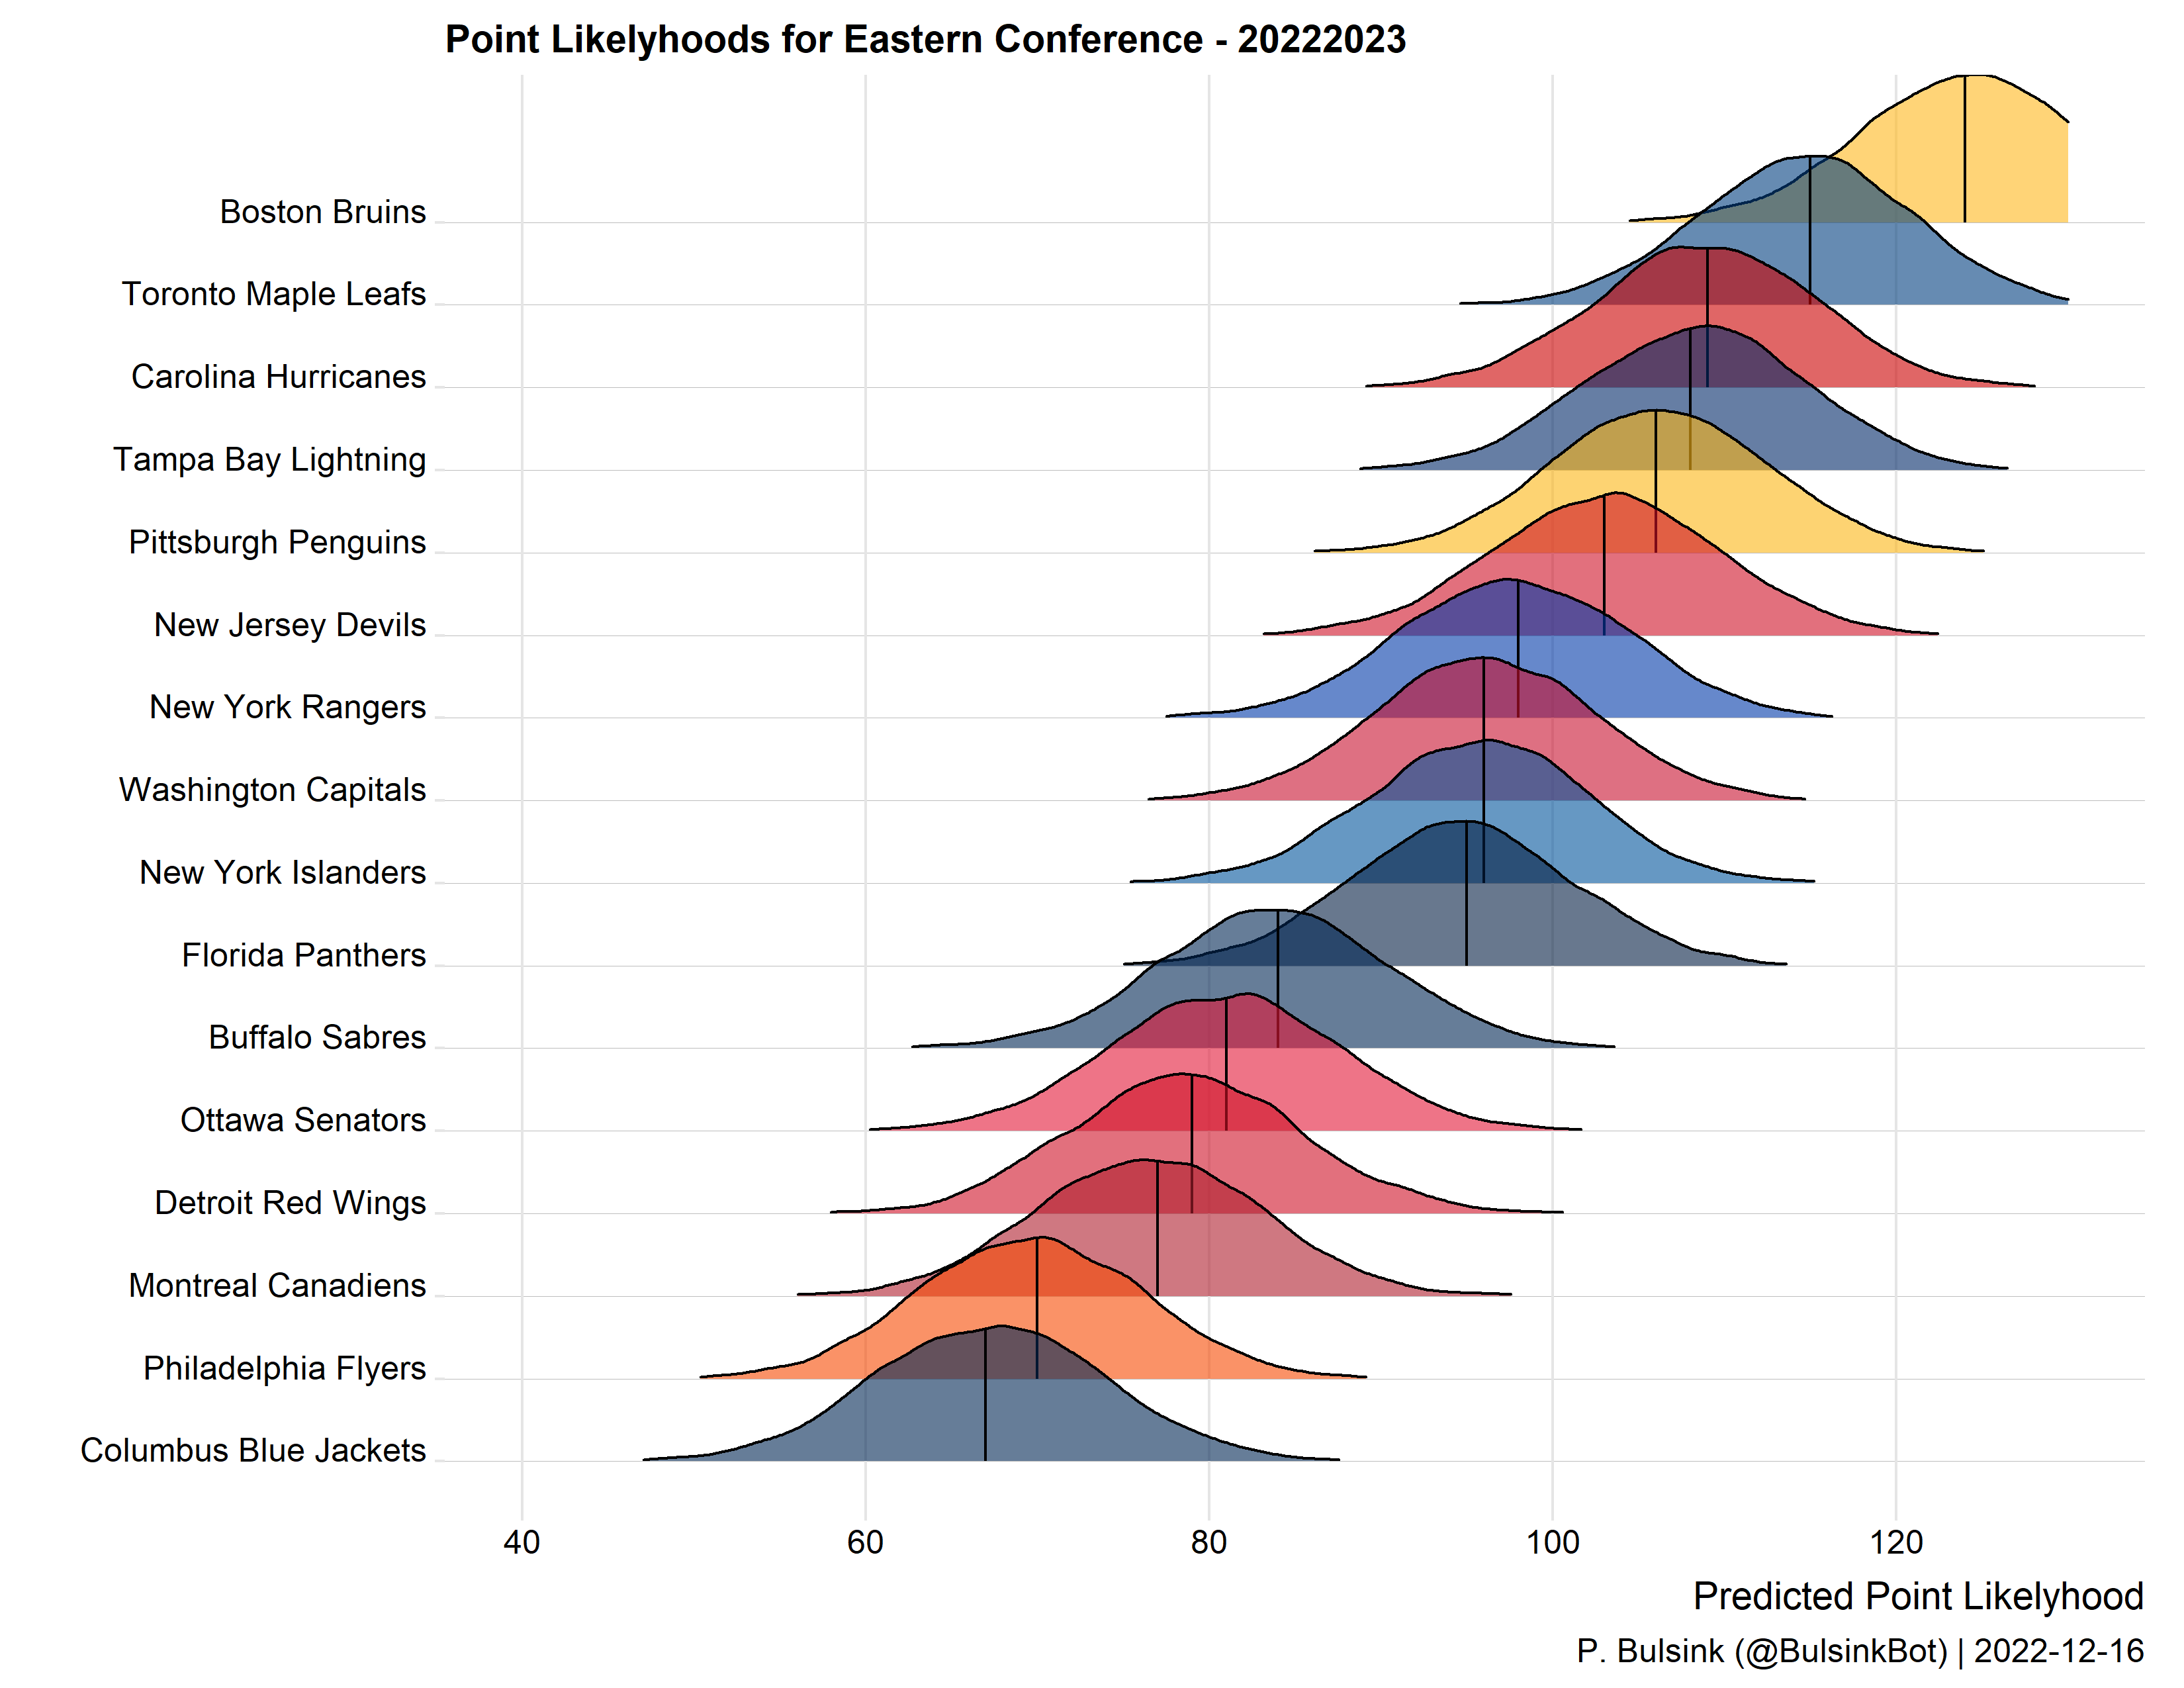 Point Likelyhoods for Eastern Conference - 20222023
Boston Bruins
Toronto Maple Leafs
Carolina Hurricanes
Tampa Bay Lightning
Pittsburgh Penguins
New Jersey Devils
New York Rangers
Washington Capitals
New York Islanders
Florida Panthers
Buffalo Sabres
Ottawa Senators
Detroit Red Wings
Montreal Canadiens
Philadelphia Flyers
Columbus Blue Jackets
40 60 80 100 120
Predicted Point Likelyhood
P. Bulsink (@BulsinkBot) | 2022-12-16